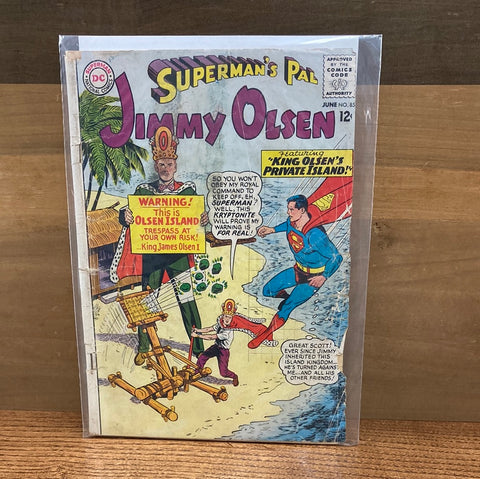 SUPERMAN
DC
NATIONAL COMICS
SUPERMAN'S PAL
JIMMY OLSEN
APPROVED
BY THE
COMICS
CODE
AUTHORITY
JUNE NO. 85
12¢
Featuring
"KING OLSEN'S
PRIVATE ISLAND!"
WARNING!
This is
OLSEN ISLAND
TRESPASS AT
YOUR OWN RISK!
...King James Olsen I
SO YOU WON'T
OBEY MY ROYAL
COMMAND TO
KEEP OFF, EH,
SUPERMAN?
WELL, THIS
KRYPTONITE
WILL PROVE MY
WARNING IS
FOR REAL!
GREAT SCOTT!
EVER SINCE JIMMY
INHERITED THIS
ISLAND KINGDOM...
HE'S TURNED AGAINST
ME...AND ALL HIS
OTHER FRIENDS!